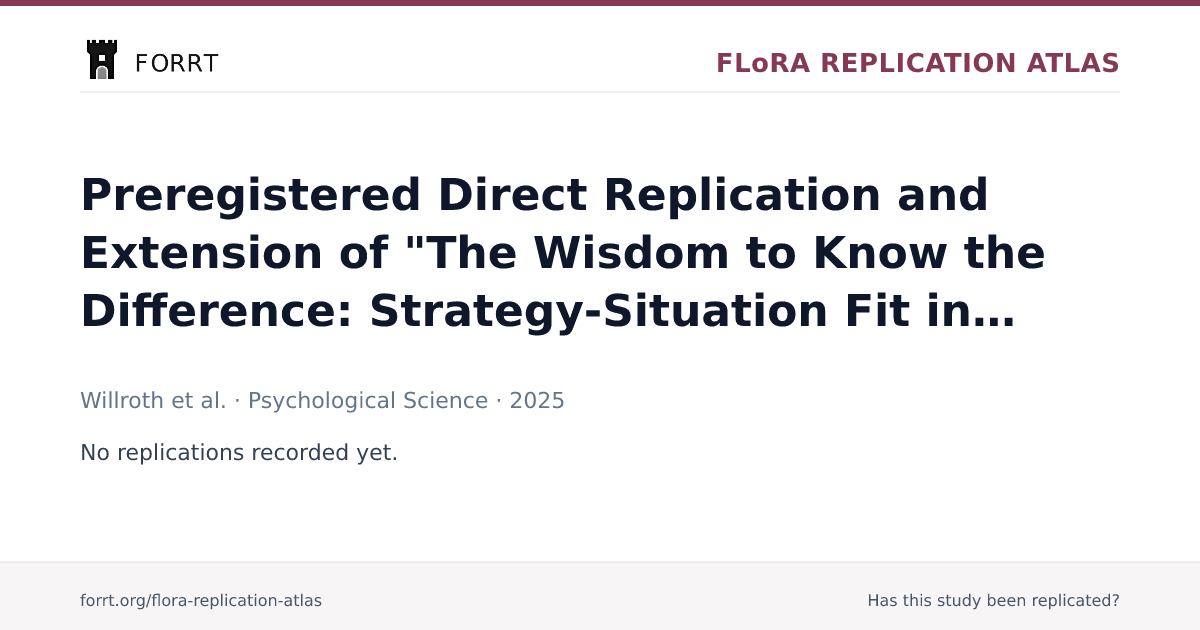 FORRT
FLoRA REPLICATION ATLAS
Preregistered Direct Replication and
Extension of "The Wisdom to Know the
Difference: Strategy-Situation Fit in…
Willroth et al. · Psychological Science · 2025
No replications recorded yet.
forrt.org/flora-replication-atlas
Has this study been replicated?